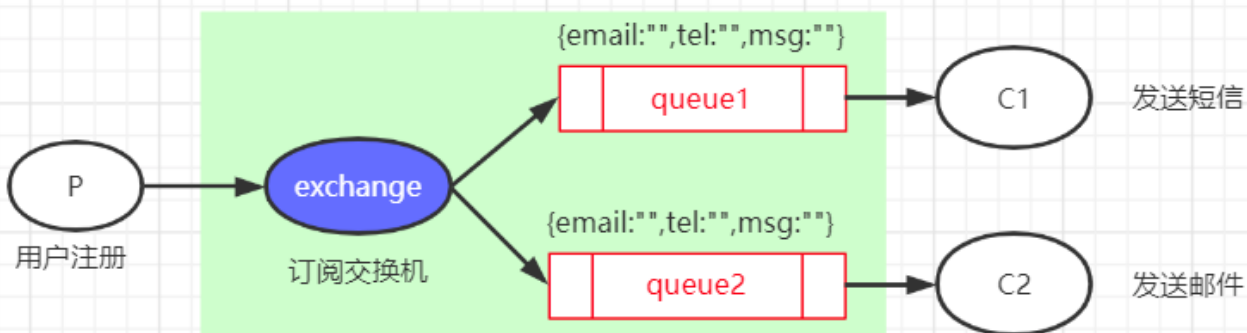 {email:"",tel:"",msg:""}
queue1
C1
发送短信
P
用户注册
exchange
订阅交换机
{email:"",tel:"",msg:""}
queue2
C2
发送邮件